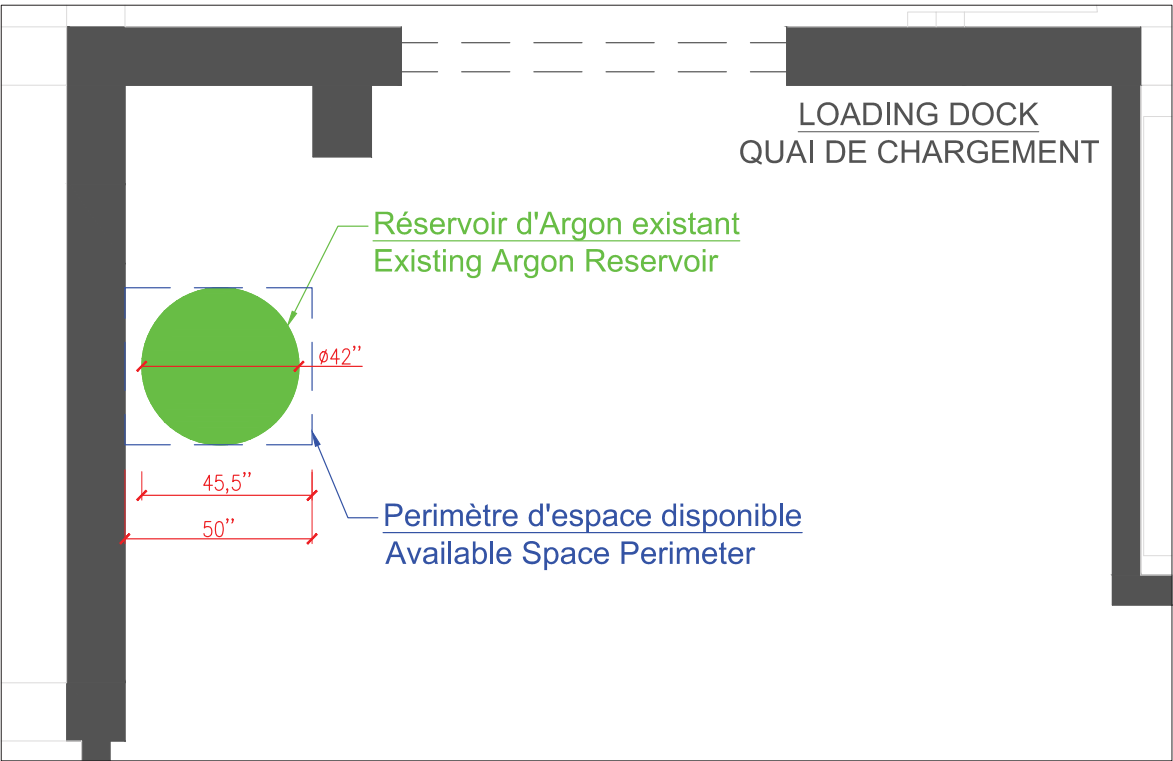 LOADING DOCK
QUAI DE CHARGEMENT
Réservoir d'Argon existant
Existing Argon Reservoir
ø42’’
45,5’’
50’’
Perimètre d'espace disponible
Available Space Perimeter